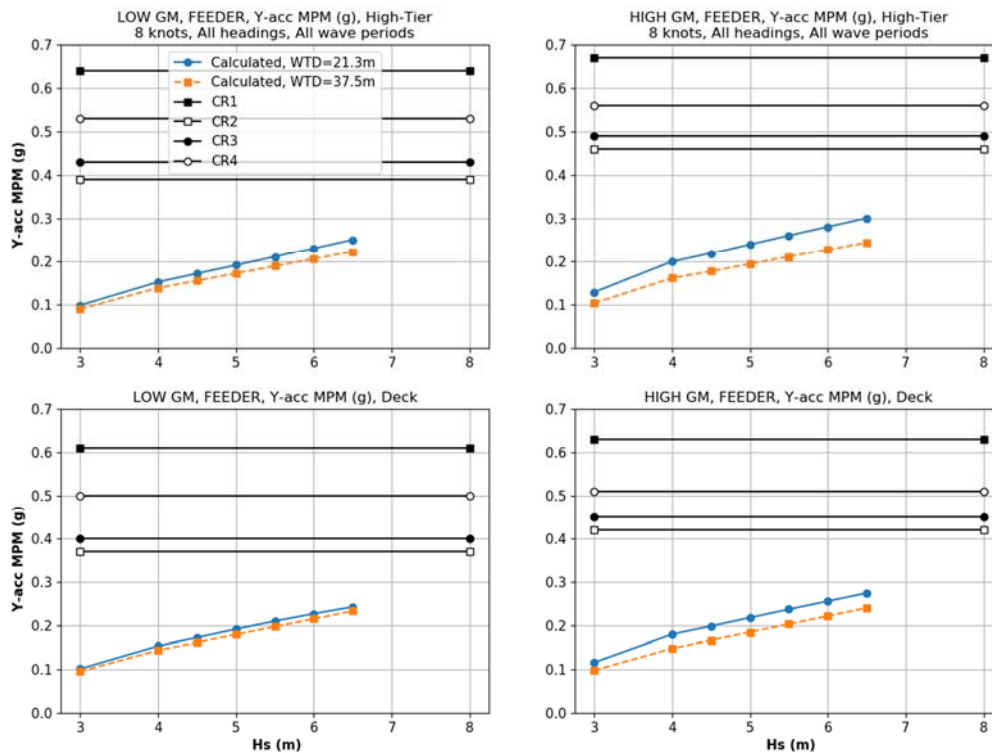 LOW GM, FEEDER, Y-acc MPM (g), High-Tier
8 knots, All headings, All wave periods
Y-acc MPM (g)
0.7
0.6
0.5
0.4
0.3
0.2
0.1
0.0
Calculated, WTD=21.3m
Calculated, WTD=37.5m
CR1
CR2
CR3
CR4
3 4 5 6 7 8
HIGH GM, FEEDER, Y-acc MPM (g), High-Tier
8 knots, All headings, All wave periods
0.7
0.6
0.5
0.4
0.3
0.2
0.1
0.0
3 4 5 6 7 8
LOW GM, FEEDER, Y-acc MPM (g), Deck
Y-acc MPM (g)
0.7
0.6
0.5
0.4
0.3
0.2
0.1
0.0
3 4 5 6 7 8
Hs (m)
HIGH GM, FEEDER, Y-acc MPM (g), Deck
0.7
0.6
0.5
0.4
0.3
0.2
0.1
0.0
3 4 5 6 7 8
Hs (m)